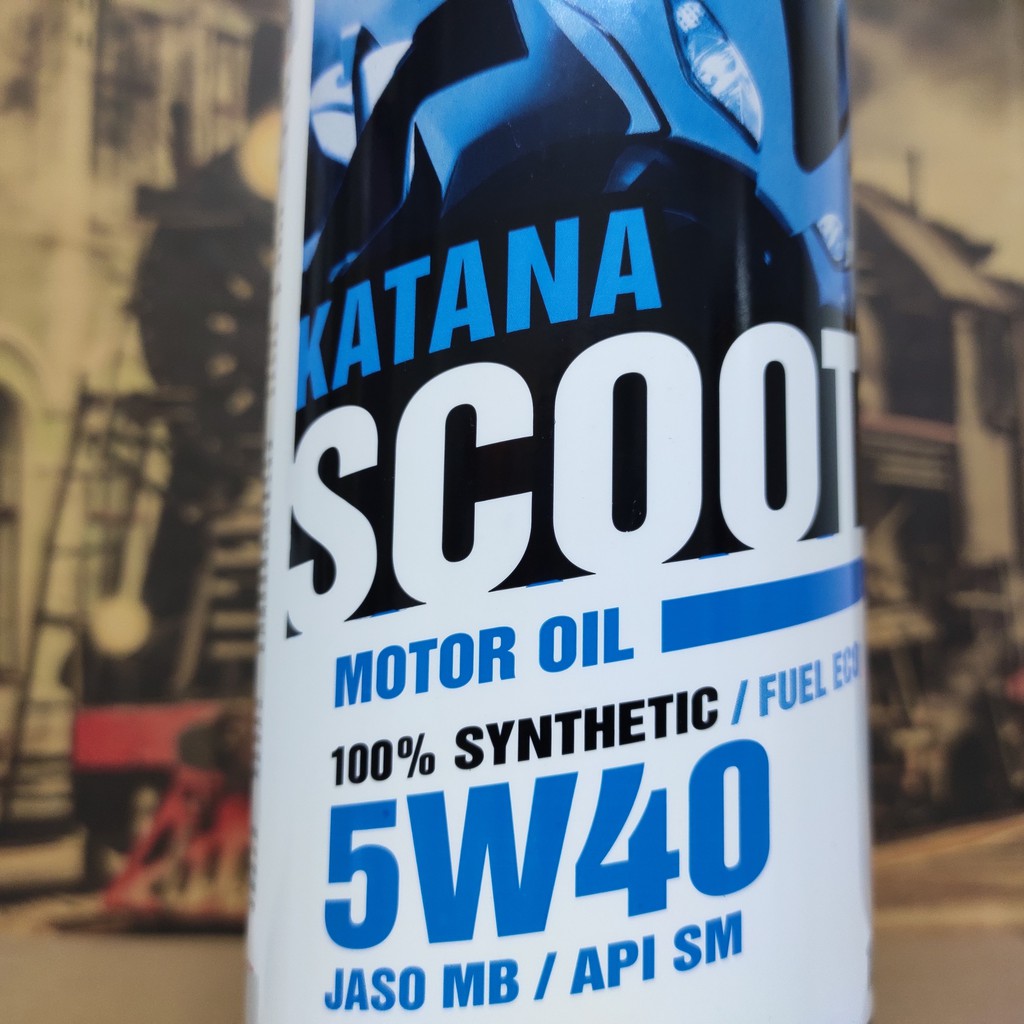 KATANA
SCOOT
MOTOR OIL
100% SYNTHETIC / FUEL ECO
5W40
JASO MB / API SM